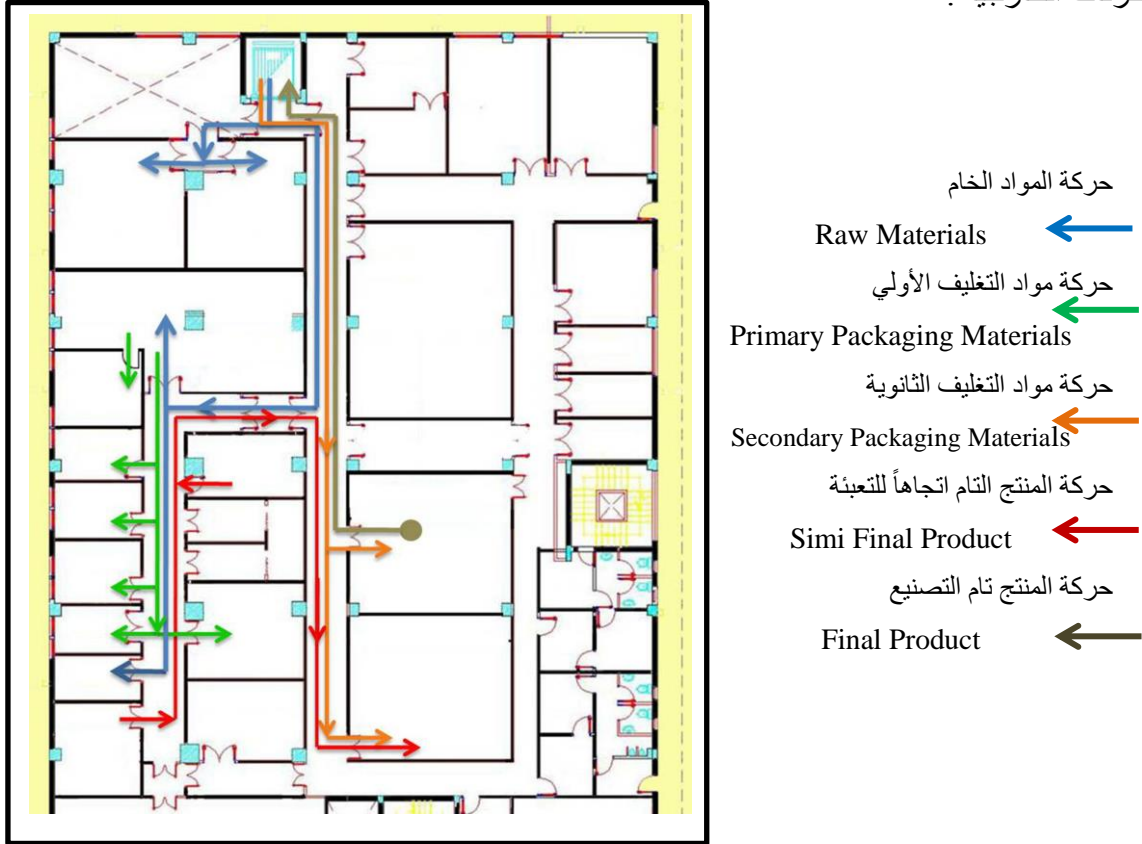 حركة المواد الخام
Raw Materials
حركة مواد التغليف الأولي
Primary Packaging Materials
حركة مواد التغليف الثانوية
Secondary Packaging Materials
حركة المنتج التام اتجاهاً للتعبئة
Simi Final Product
حركة المنتج تام التصنيع
Final Product